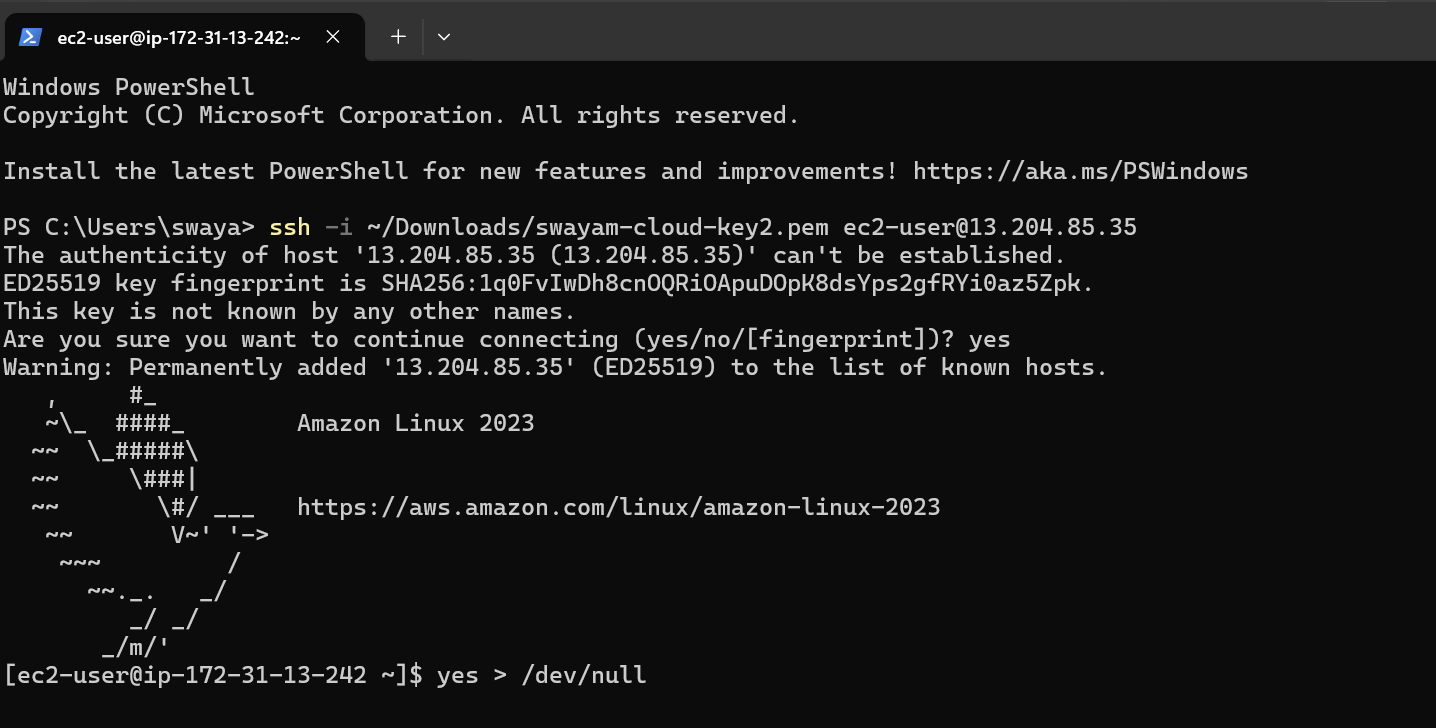 ec2-user@ip-172-31-13-242:~
Windows PowerShell
Copyright (C) Microsoft Corporation. All rights reserved.
Install the latest PowerShell for new features and improvements! https://aka.ms/PSWindows
PS C:\Users\swaya> ssh -i ~/Downloads/swayam-cloud-key2.pem ec2-user@13.204.85.35
The authenticity of host '13.204.85.35 (13.204.85.35)' can't be established.
ED25519 key fingerprint is SHA256:1q0FvIwDh8cnOQRiOApuDOpK8dsYps2gfRYi0az5Zpk.
This key is not known by any other names.
Are you sure you want to continue connecting (yes/no/[fingerprint])? yes
Warning: Permanently added '13.204.85.35' (ED25519) to the list of known hosts.
   ,     #_
   ~\_  ####_        Amazon Linux 2023
  ~~  \_#####\
  ~~     \###|
  ~~       \#/ ___   https://aws.amazon.com/linux/amazon-linux-2023
   ~~       V~' '->
    ~~~         /
      ~~._.   _/
         _/ _/
       _/m/'
[ec2-user@ip-172-31-13-242 ~]$ yes > /dev/null